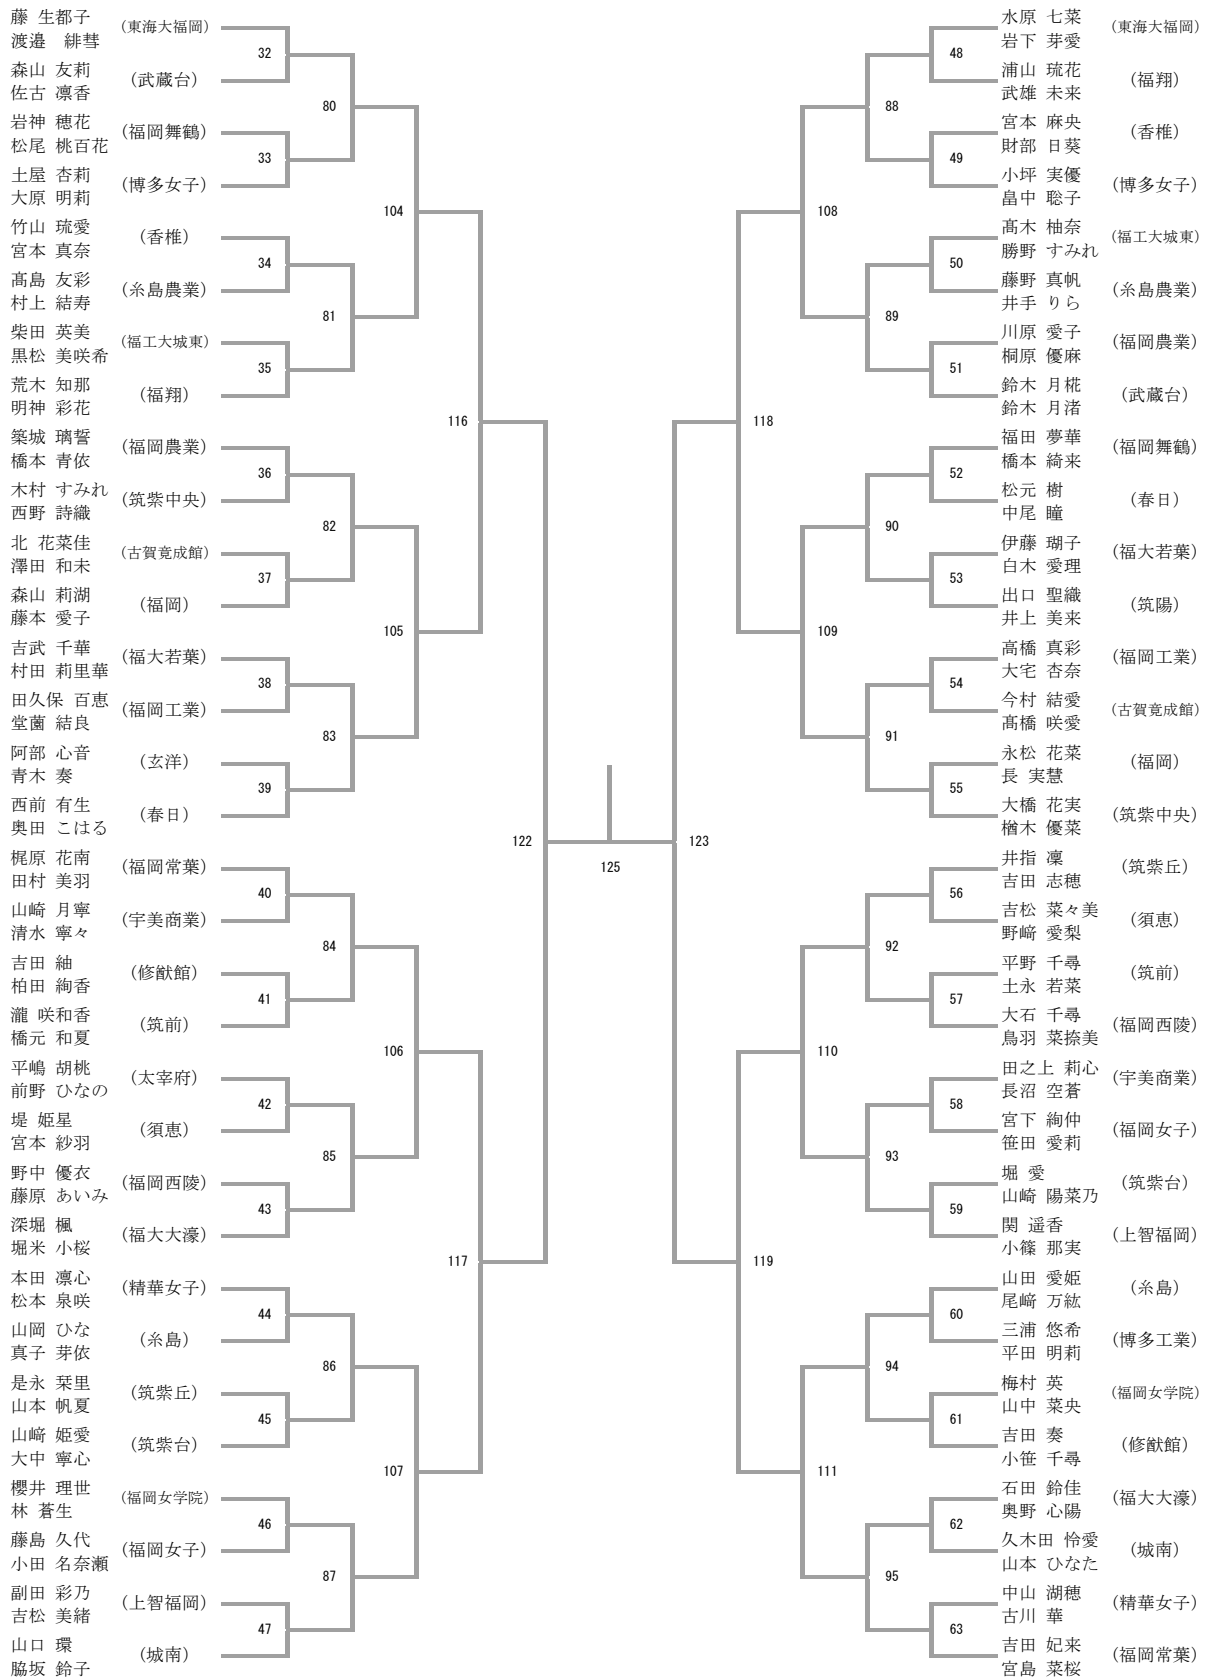 藤 生都子
渡邉 緋彗
(東海大福岡)
32
森山 友莉
佐古 凛香
(武蔵台)
80
岩神 穂花
松尾 桃百花
(福岡舞鶴)
33
土屋 杏莉
大原 明莉
(博多女子)
104
竹山 琉愛
宮本 真奈
(香椎)
34
髙島 友彩
村上 結寿
(糸島農業)
81
柴田 英美
黒松 美咲希
(福工大城東)
35
荒木 知那
明神 彩花
(福翔)
116
築城 璃誓
橋本 青依
(福岡農業)
36
木村 すみれ
西野 詩織
(筑紫中央)
82
北 花菜佳
澤田 和未
(古賀竟成館)
37
森山 莉湖
藤本 愛子
(福岡)
105
吉武 千華
村田 莉里華
(福大若葉)
38
田久保 百恵
堂薗 結良
(福岡工業)
83
阿部 心音
青木 奏
(玄洋)
39
西前 有生
奥田 こはる
(春日)
122
梶原 花南
田村 美羽
(福岡常葉)
40
山崎 月寧
清水 寧々
(宇美商業)
84
吉田 紬
柏田 絢香
(修猷館)
41
瀧 咲和香
橋元 和夏
(筑前)
106
平嶋 胡桃
前野 ひなの
(太宰府)
42
堤 姫星
宮本 紗羽
(須恵)
85
野中 優衣
藤原 あいみ
(福岡西陵)
43
深堀 楓
堀米 小桜
(福大大濠)
117
本田 凛心
松本 泉咲
(精華女子)
44
山岡 ひな
真子 芽依
(糸島)
86
是永 栞里
山本 帆夏
(筑紫丘)
45
山﨑 姫愛
大中 寧心
(筑紫台)
107
櫻井 理世
林 蒼生
(福岡女学院)
46
藤島 久代
小田 名奈瀬
(福岡女子)
87
副田 彩乃
吉松 美緒
(上智福岡)
47
山口 環
脇坂 鈴子
(城南)
125
水原 七菜
岩下 芽愛
(東海大福岡)
48
浦山 琉花
武雄 未来
(福翔)
88
宮本 麻央
財部 日葵
(香椎)
49
小坪 実優
畠中 聡子
(博多女子)
108
髙木 柚奈
勝野 すみれ
(福工大城東)
50
藤野 真帆
井手 りら
(糸島農業)
89
川原 愛子
桐原 優麻
(福岡農業)
51
鈴木 月椛
鈴木 月渚
(武蔵台)
118
福田 夢華
橋本 綺来
(福岡舞鶴)
52
松元 樹
中尾 瞳
(春日)
90
伊藤 瑚子
白木 愛理
(福大若葉)
53
出口 聖織
井上 美来
(筑陽)
109
高橋 真彩
大宅 杏奈
(福岡工業)
54
今村 結愛
髙橋 咲愛
(古賀竟成館)
91
永松 花菜
長 実慧
(福岡)
55
大橋 花実
楢木 優菜
(筑紫中央)
123
井指 凜
吉田 志穂
(筑紫丘)
56
吉松 菜々美
野﨑 愛梨
(須恵)
92
平野 千尋
土永 若菜
(筑前)
57
大石 千尋
鳥羽 菜捺美
(福岡西陵)
110
田之上 莉心
長沼 空蒼
(宇美商業)
58
宮下 絢仲
笹田 愛莉
(福岡女子)
93
堀 愛
山崎 陽菜乃
(筑紫台)
59
関 遥香
小篠 那実
(上智福岡)
119
山田 愛姫
尾﨑 万紘
(糸島)
60
三浦 悠希
平田 明莉
(博多工業)
94
梅村 英
山中 菜央
(福岡女学院)
61
吉田 奏
小笹 千尋
(修猷館)
111
石田 鈴佳
奥野 心陽
(福大大濠)
62
久木田 怜愛
山本 ひなた
(城南)
95
中山 湖穂
古川 華
(精華女子)
63
吉田 妃来
宮島 菜桜
(福岡常葉)